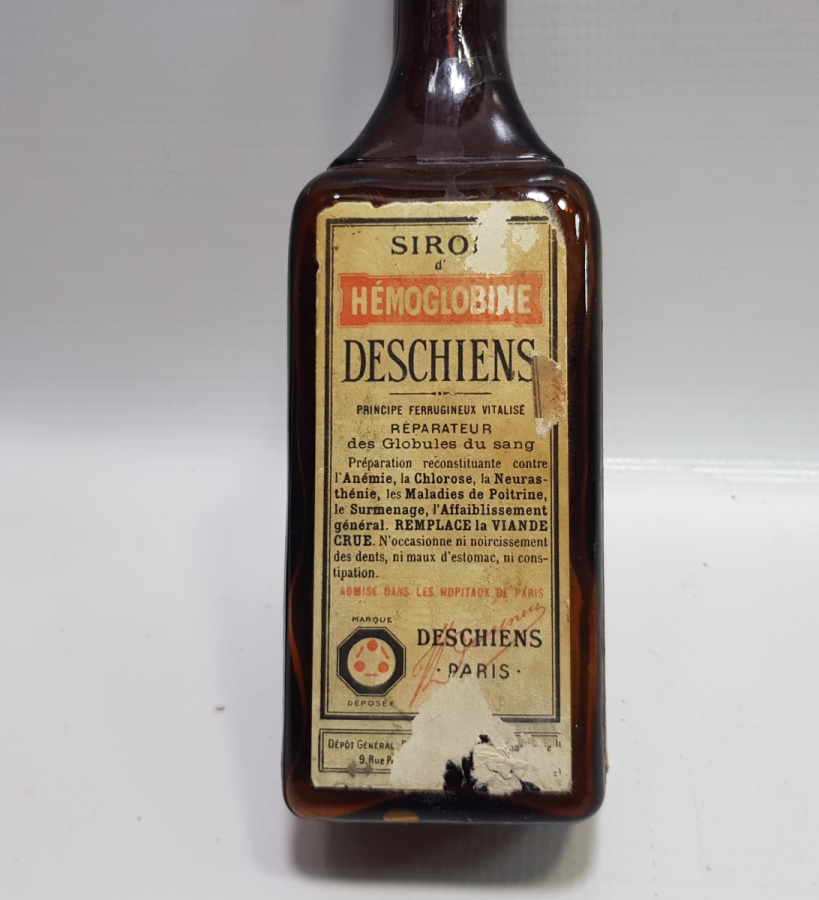 SIRO
d'
HÉMOGLOBINE
DESCHIENS
PRINCIPE FERRUGINEUX VITALISÉ
RÉPARATEUR
des Globules du sang
Préparation reconstituante contre
l'Anémie, la Chlorose, la Neuras-
thénie, les Maladies de Poitrine,
le Surmenage, l'Affaiblissement
général. REMPLACE la VIANDE
CRUE. N'occasionne ni noircissement
des dents, ni maux d'estomac, ni cons-
tipation.
ADMISE DANS LES HOPITAUX DE PARIS
MARQUE
DESCHIENS
· PARIS ·
DÉPOSÉE
DÉPÔT GÉNÉRAL
9, Rue